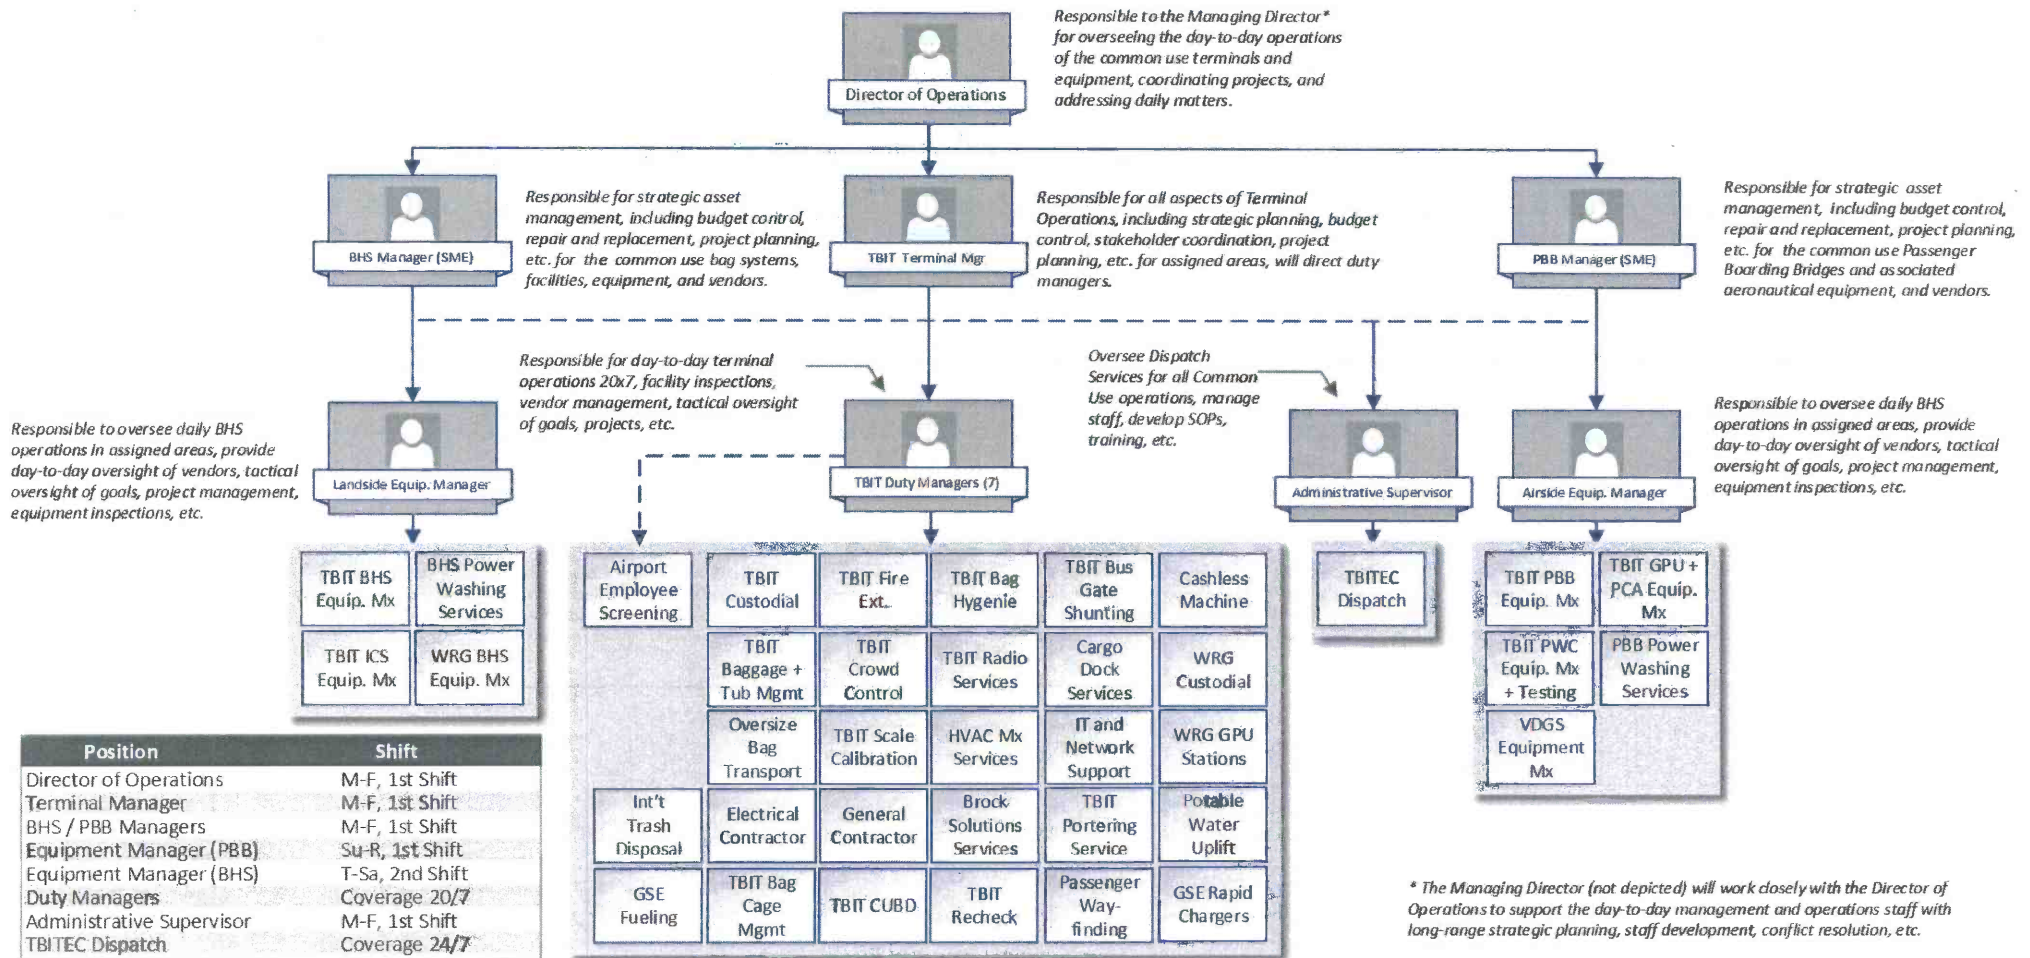 Responsible to the Managing Director*
for overseeing the day-to-day operations
of the common use terminals and
equipment, coordinating projects, and
addressing daily matters.
Director of Operations
BHS Manager (SME)
Responsible for strategic asset
management, including budget control,
repair and replacement, project planning,
etc. for the common use bag systems,
facilities, equipment, and vendors.
TBIT Terminal Mgr
Responsible for all aspects of Terminal
Operations, including strategic planning, budget
control, stakeholder coordination, project
planning, etc. for assigned areas, will direct duty
managers.
PBB Manager (SME)
Responsible for strategic asset
management, including budget control,
repair and replacement, project planning,
etc. for the common use Passenger
Boarding Bridges and associated
aeronautical equipment, and vendors.
Responsible for day-to-day terminal
operations 20x7, facility inspections,
vendor management, tactical oversight
of goals, projects, etc.
Oversee Dispatch
Services for all Common
Use operations, manage
staff, develop SOPs,
training, etc.
Responsible to oversee daily BHS
operations in assigned areas, provide
day-to-day oversight of vendors, tactical
oversight of goals, project management,
equipment inspections, etc.
Landside Equip. Manager
TBIT Duty Managers (7)
Administrative Supervisor
Airside Equip. Manager
Responsible to oversee daily BHS
operations in assigned areas, provide
day-to-day oversight of vendors, tactical
oversight of goals, project management,
equipment inspections, etc.
TBIT BHS
Equip. Mx
BHS Power
Washing
Services
TBIT ICS
Equip. Mx
WRG BHS
Equip. Mx
Airport
Employee
Screening
TBIT
Custodial
TBIT Fire
Ext.
TBIT Bag
Hygenie
TBIT Bus
Gate
Shunting
Cashless
Machine
TBIT
Baggage +
Tub Mgmt
TBIT
Crowd
Control
TBIT Radio
Services
Cargo
Dock
Services
WRG
Custodial
Oversize
Bag
Transport
TBIT Scale
Calibration
HVAC Mx
Services
IT and
Network
Support
WRG GPU
Stations
Int't
Trash
Disposal
Electrical
Contractor
General
Contractor
Brock
Solutions
Services
TBIT
Portering
Service
Potable
Water
Uplift
GSE
Fueling
TBIT Bag
Cage
Mgmt
TBIT CUBD
TBIT
Recheck
Passenger
Way-
finding
GSE Rapid
Chargers
TBITEC
Dispatch
TBIT PBB
Equip. Mx
TBIT GPU +
PCA Equip.
Mx
TBIT PWC
Equip. Mx
+ Testing
PBB Power
Washing
Services
VDGS
Equipment
Mx
Position Shift
Director of Operations M-F, 1st Shift
Terminal Manager M-F, 1st Shift
BHS / PBB Managers M-F, 1st Shift
Equipment Manager (PBB) Su-R, 1st Shift
Equipment Manager (BHS) T-Sa, 2nd Shift
Duty Managers Coverage 20/7
Administrative Supervisor M-F, 1st Shift
TBITEC Dispatch Coverage 24/7
* The Managing Director (not depicted) will work closely with the Director of
Operations to support the day-to-day management and operations staff with
long-range strategic planning, staff development, conflict resolution, etc.